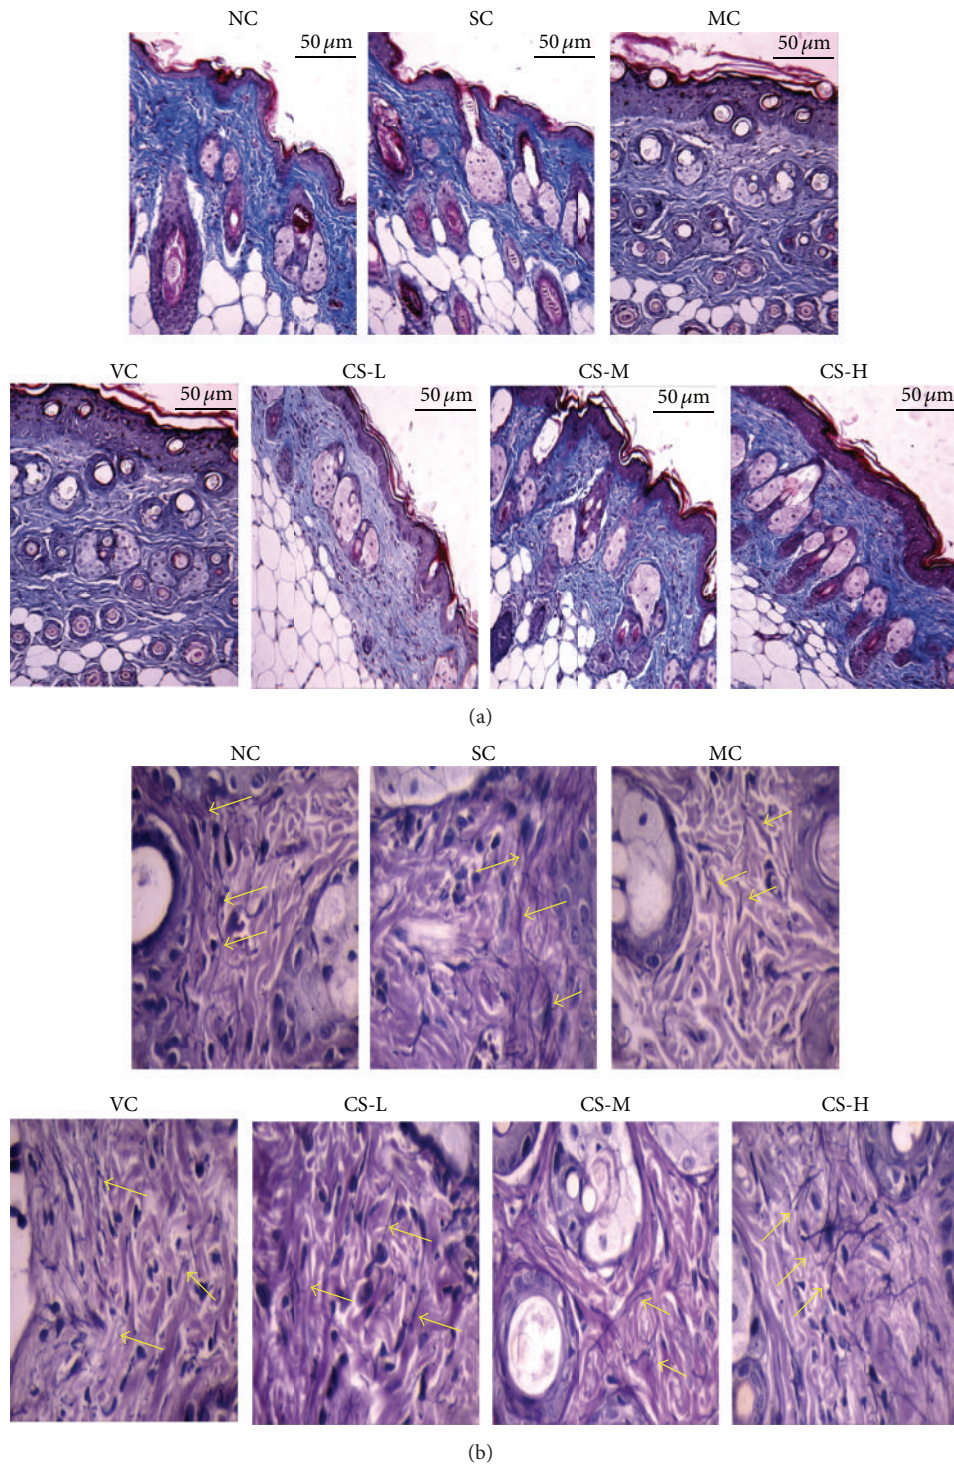 NC SC MC
50 μm 50 μm 50 μm
VC CS-L CS-M CS-H
50 μm 50 μm 50 μm 50 μm
(a)
NC SC MC
VC CS-L CS-M CS-H
(b)